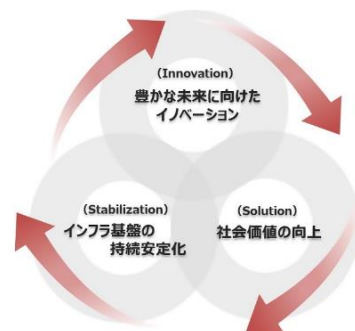 (Innovation)
豊かな未来に向けた
イノベーション
(Stabilization)
インフラ基盤の
持続安定化
(Solution)
社会価値の向上